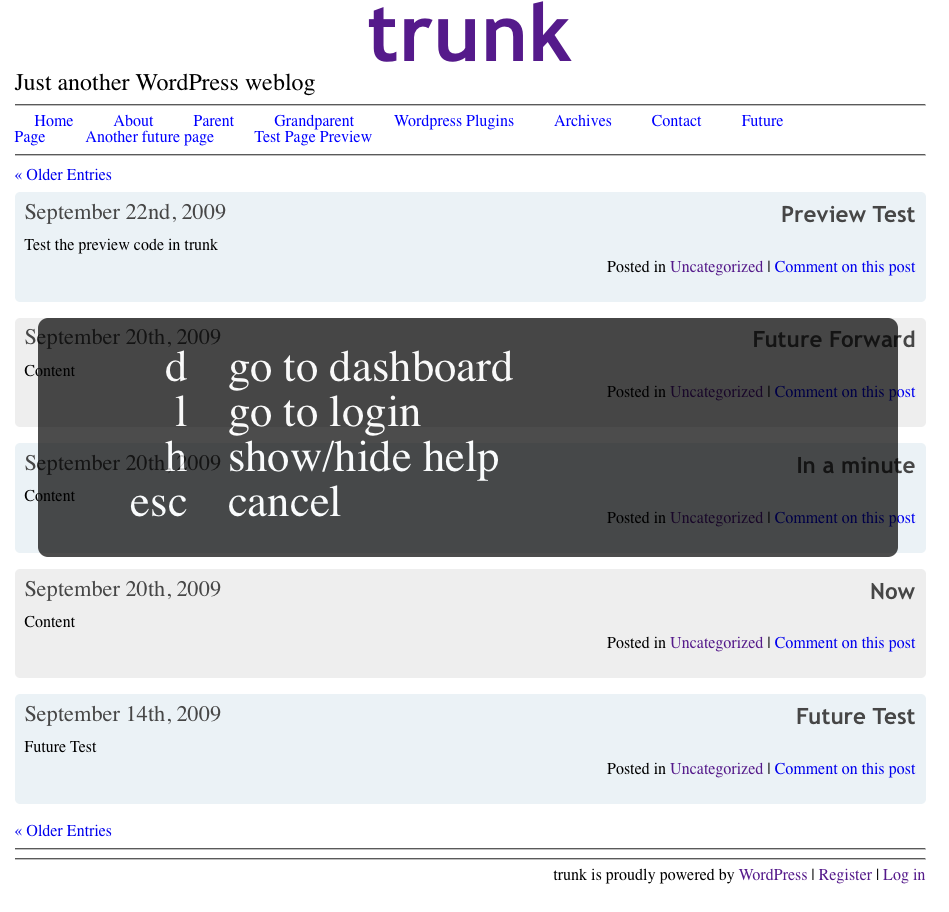 trunk
Just another WordPress weblog
Home About Parent Grandparent Wordpress Plugins Archives Contact Future
Page Another future page Test Page Preview
« Older Entries
September 22nd, 2009 Preview Test
Test the preview code in trunk
Posted in Uncategorized | Comment on this post
September 20th, 2009 Future Forward
Content
Posted in Uncategorized | Comment on this post
September 20th, 2009 In a minute
Content
Posted in Uncategorized | Comment on this post
d go to dashboard
l go to login
h show/hide help
esc cancel
September 20th, 2009 Now
Content
Posted in Uncategorized | Comment on this post
September 14th, 2009 Future Test
Future Test
Posted in Uncategorized | Comment on this post
« Older Entries
trunk is proudly powered by WordPress | Register | Log in